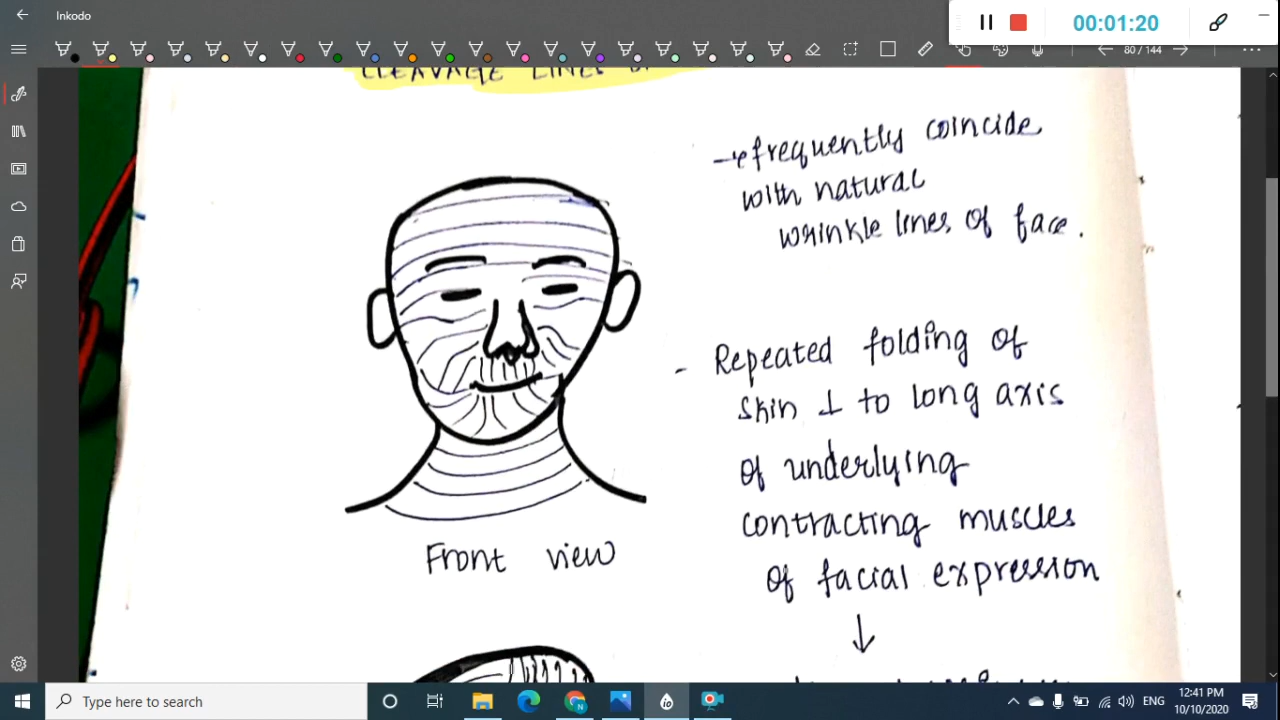 Inkodo
00:01:20
80 / 144
CLEAVAGE LINES
→ frequently coincide
with natural
wrinkle lines of face.
- Repeated folding of
skin ⊥ to long axis
of underlying
contracting muscles
of facial expression
↓
Front view
Type here to search
ENG
12:41 PM
10/10/2020